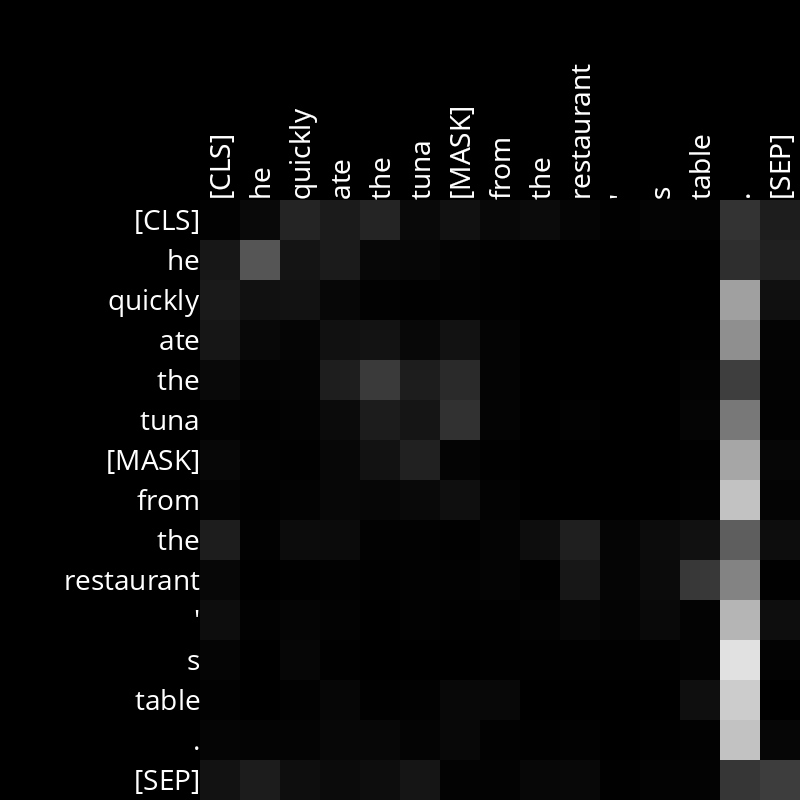 [CLS] he quickly ate the tuna [MASK] from the restaurant ' s table . [SEP]
[CLS]
he
quickly
ate
the
tuna
[MASK]
from
the
restaurant
'
s
table
.
[SEP]